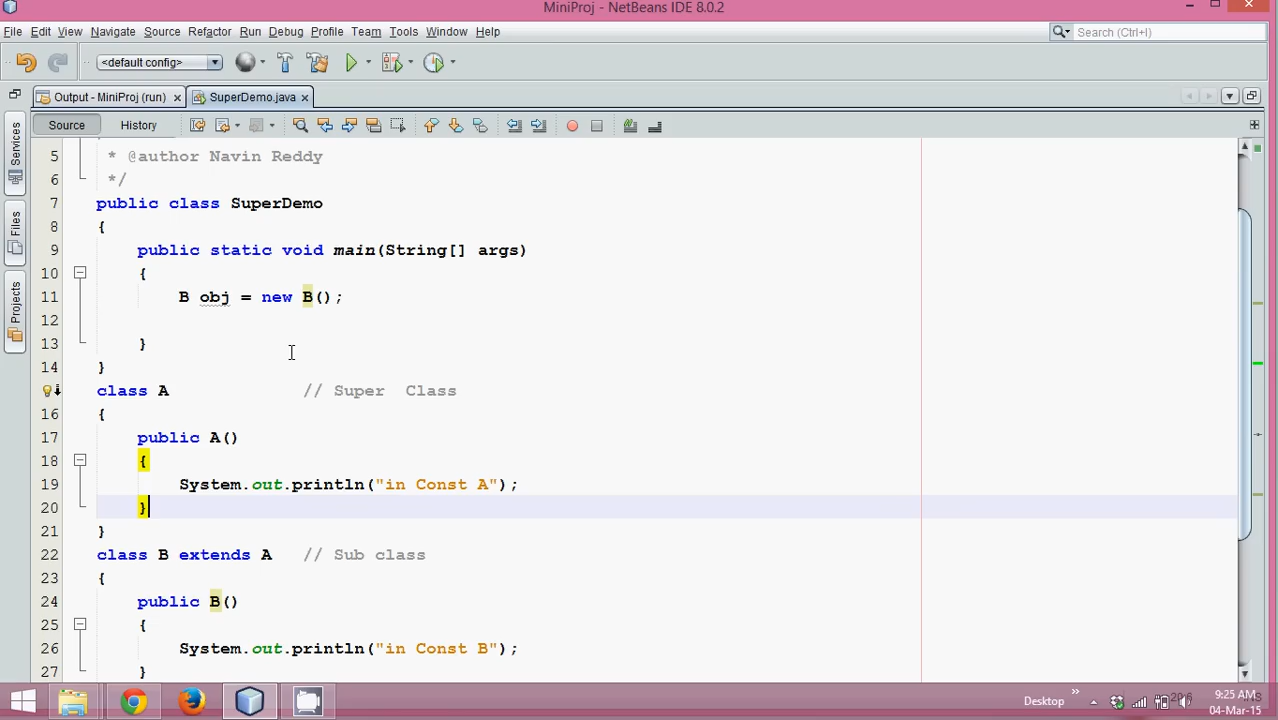 MiniProj - NetBeans IDE 8.0.2
File Edit View Navigate Source Refactor Run Debug Profile Team Tools Window Help
Search (Ctrl+I)
<default config>
Output - MiniProj (run) SuperDemo.java
Source History
Services
Files
Projects
5 * @author Navin Reddy
6 */
7 public class SuperDemo
8 {
9 public static void main(String[] args)
10 {
11 B obj = new B();
12
13 }
14 }
class A // Super Class
16 {
17 public A()
18 {
19 System.out.println("in Const A");
20 }
21 }
22 class B extends A // Sub class
23 {
24 public B()
25 {
26 System.out.println("in Const B");
27 }
Desktop
9:25 AM
04-Mar-15